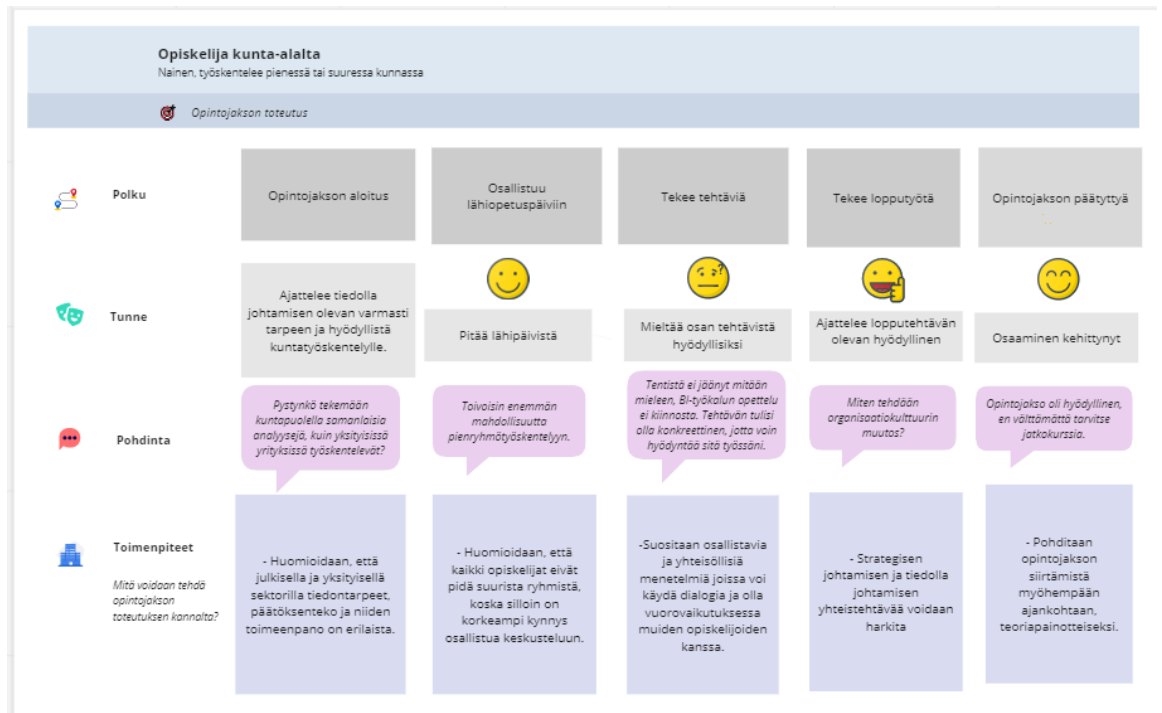 Opiskelija kunta-alalta
Nainen, työskentelee pienessä tai suuressa kunnassa
Opintojakson toteutus
Polku
Opintojakson aloitus
Osallistuu
lähiopetuspäiviin
Tekee tehtäviä
Tekee lopputyötä
Opintojakson päätyttyä
Tunne
Ajattelee tiedolla
johtamisen olevan varmasti
tarpeen ja hyödyllistä
kuntatyöskentelylle.
Pitää lähipäivistä
Mieltää osan tehtävistä
hyödyllisiksi
Ajattelee lopputehtävän
olevan hyödyllinen
Osaaminen kehittynyt
Pohdinta
Pystynkö tekemään
kuntapuolella samanlaisia
analyysejä, kuin yksityisissä
yrityksissä työskentelevät?
Toivoisin enemmän
mahdollisuutta
pienryhmätyöskentelyyn.
Tentistä ei jäänyt mitään
mieleen, BI-työkalun opettelu
ei kiinnosta. Tehtävän tulisi
olla konkreettinen, jotta voin
hyödyntää sitä työssäni.
Miten tehdään
organisaatiokulttuurin
muutos?
Opintojakso oli hyödyllinen,
en välttämättä tarvitse
jatkokurssia.
Toimenpiteet
Mitä voidaan tehdä
opintojakson
toteutuksen kannalta?
- Huomioidaan, että
julkisella ja yksityisellä
sektorilla tiedontarpeet,
päätöksenteko ja niiden
toimeenpano on erilaista.
- Huomioidaan, että
kaikki opiskelijat eivät
pidä suurista ryhmistä,
koska silloin on
korkeampi kynnys
osallistua keskusteluun.
-Suositaan osallistavia
ja yhteisöllisiä
menetelmiä joissa voi
käydä dialogia ja olla
vuorovaikutuksessa
muiden opiskelijoiden
kanssa.
- Strategisen
johtamisen ja tiedolla
johtamisen
yhteistehtävää voidaan
harkita
- Pohditaan
opintojakson
siirtämistä
myöhempään
ajankohtaan,
teoriapainotteiseksi.